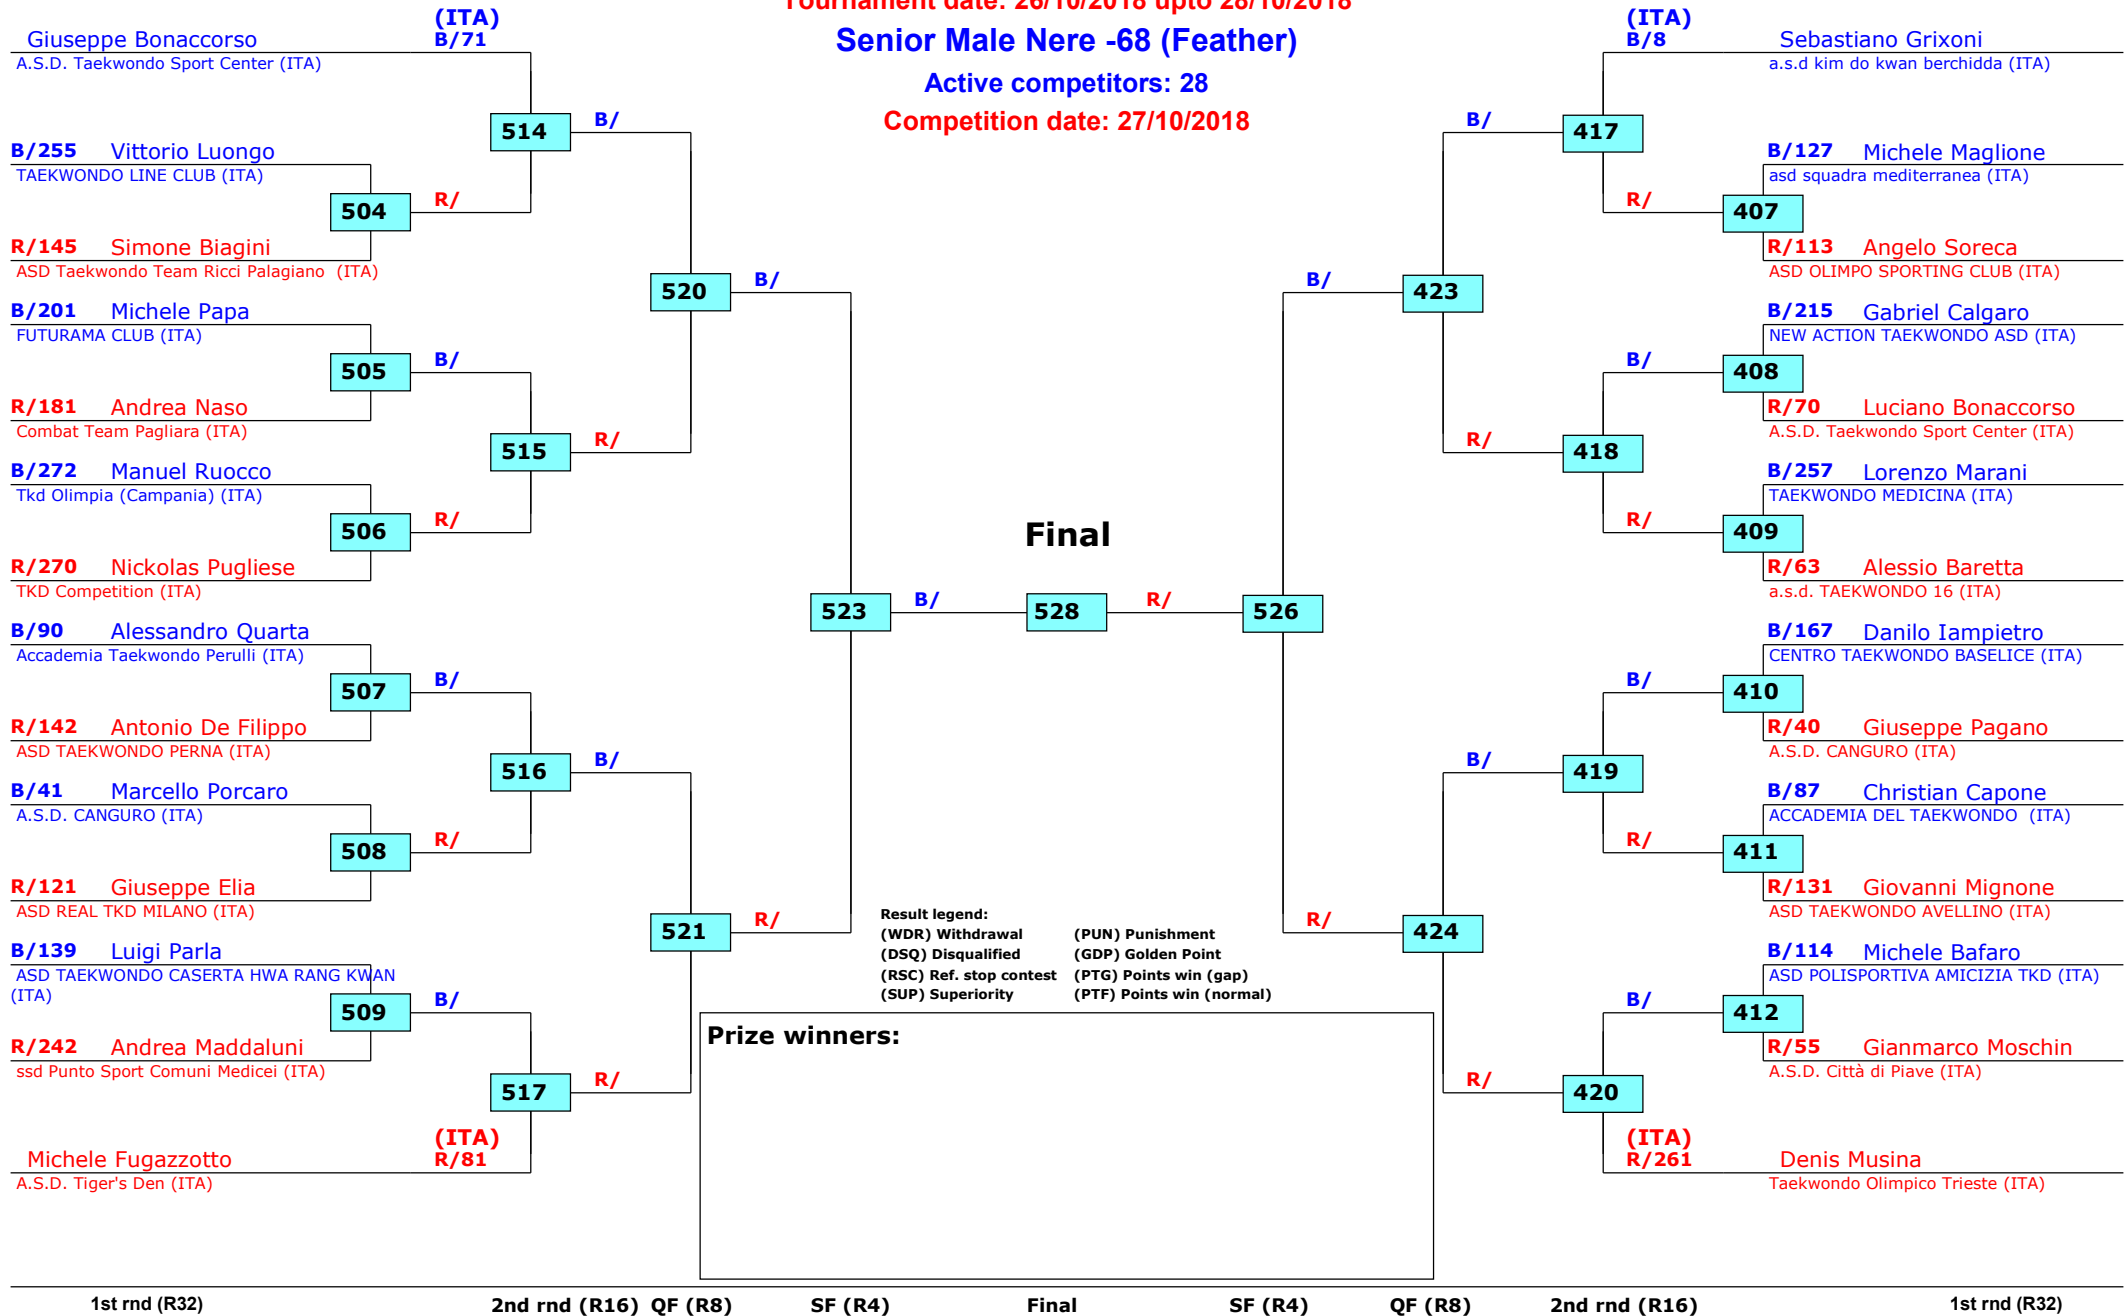 Tournament date: 26/10/2018 upto 28/10/2018
Senior Male Nere -68 (Feather)
Active competitors: 28
Competition date: 27/10/2018
(ITA)
Giuseppe Bonaccorso B/71
A.S.D. Taekwondo Sport Center (ITA)
514
B/
B/255 Vittorio Luongo
TAEKWONDO LINE CLUB (ITA)
504
R/
R/145 Simone Biagini
ASD Taekwondo Team Ricci Palagiano (ITA)
520
B/
B/201 Michele Papa
FUTURAMA CLUB (ITA)
505
B/
R/181 Andrea Naso
Combat Team Pagliara (ITA)
515
R/
B/272 Manuel Ruocco
Tkd Olimpia (Campania) (ITA)
506
R/
R/270 Nickolas Pugliese
TKD Competition (ITA)
523
B/
B/90 Alessandro Quarta
Accademia Taekwondo Perulli (ITA)
507
B/
R/142 Antonio De Filippo
ASD TAEKWONDO PERNA (ITA)
516
B/
B/41 Marcello Porcaro
A.S.D. CANGURO (ITA)
508
R/
R/121 Giuseppe Elia
ASD REAL TKD MILANO (ITA)
521
R/
B/139 Luigi Parla
ASD TAEKWONDO CASERTA HWA RANG KWAN
(ITA)
509
B/
R/242 Andrea Maddaluni
ssd Punto Sport Comuni Medicei (ITA)
517
R/
(ITA)
Michele Fugazzotto R/81
A.S.D. Tiger's Den (ITA)
Final
528
R/
526
(ITA)
B/8 Sebastiano Grixoni
a.s.d kim do kwan berchidda (ITA)
B/
417
B/127 Michele Maglione
asd squadra mediterranea (ITA)
R/
407
R/113 Angelo Soreca
ASD OLIMPO SPORTING CLUB (ITA)
B/
423
B/215 Gabriel Calgaro
NEW ACTION TAEKWONDO ASD (ITA)
B/
408
R/70 Luciano Bonaccorso
A.S.D. Taekwondo Sport Center (ITA)
R/
418
B/257 Lorenzo Marani
TAEKWONDO MEDICINA (ITA)
R/
409
R/63 Alessio Baretta
a.s.d. TAEKWONDO 16 (ITA)
B/167 Danilo Iampietro
CENTRO TAEKWONDO BASELICE (ITA)
B/
410
R/40 Giuseppe Pagano
A.S.D. CANGURO (ITA)
B/
419
B/87 Christian Capone
ACCADEMIA DEL TAEKWONDO (ITA)
R/
411
R/131 Giovanni Mignone
ASD TAEKWONDO AVELLINO (ITA)
R/
424
B/114 Michele Bafaro
ASD POLISPORTIVA AMICIZIA TKD (ITA)
B/
412
R/55 Gianmarco Moschin
A.S.D. Città di Piave (ITA)
R/
420
(ITA)
R/261 Denis Musina
Taekwondo Olimpico Trieste (ITA)
Result legend:
(WDR) Withdrawal (PUN) Punishment
(DSQ) Disqualified (GDP) Golden Point
(RSC) Ref. stop contest (PTG) Points win (gap)
(SUP) Superiority (PTF) Points win (normal)
Prize winners:
1st rnd (R32) 2nd rnd (R16) QF (R8) SF (R4) Final SF (R4) QF (R8) 2nd rnd (R16) 1st rnd (R32)